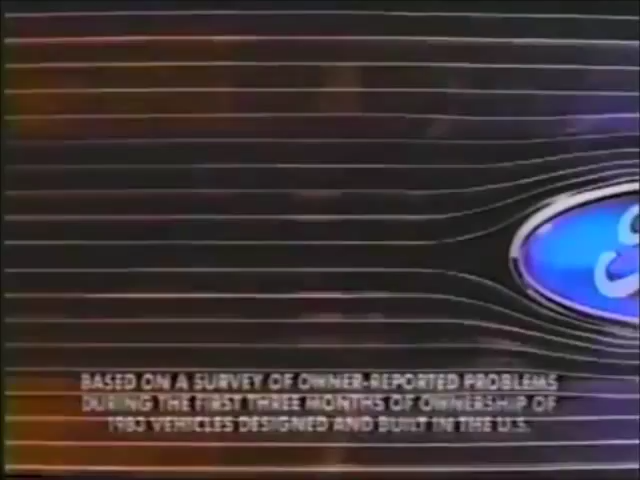 BASED ON A SURVEY OF OWNER-REPORTED PROBLEMS
DURING THE FIRST THREE MONTHS OF OWNERSHIP OF
1983 VEHICLES DESIGNED AND BUILT IN THE U.S.